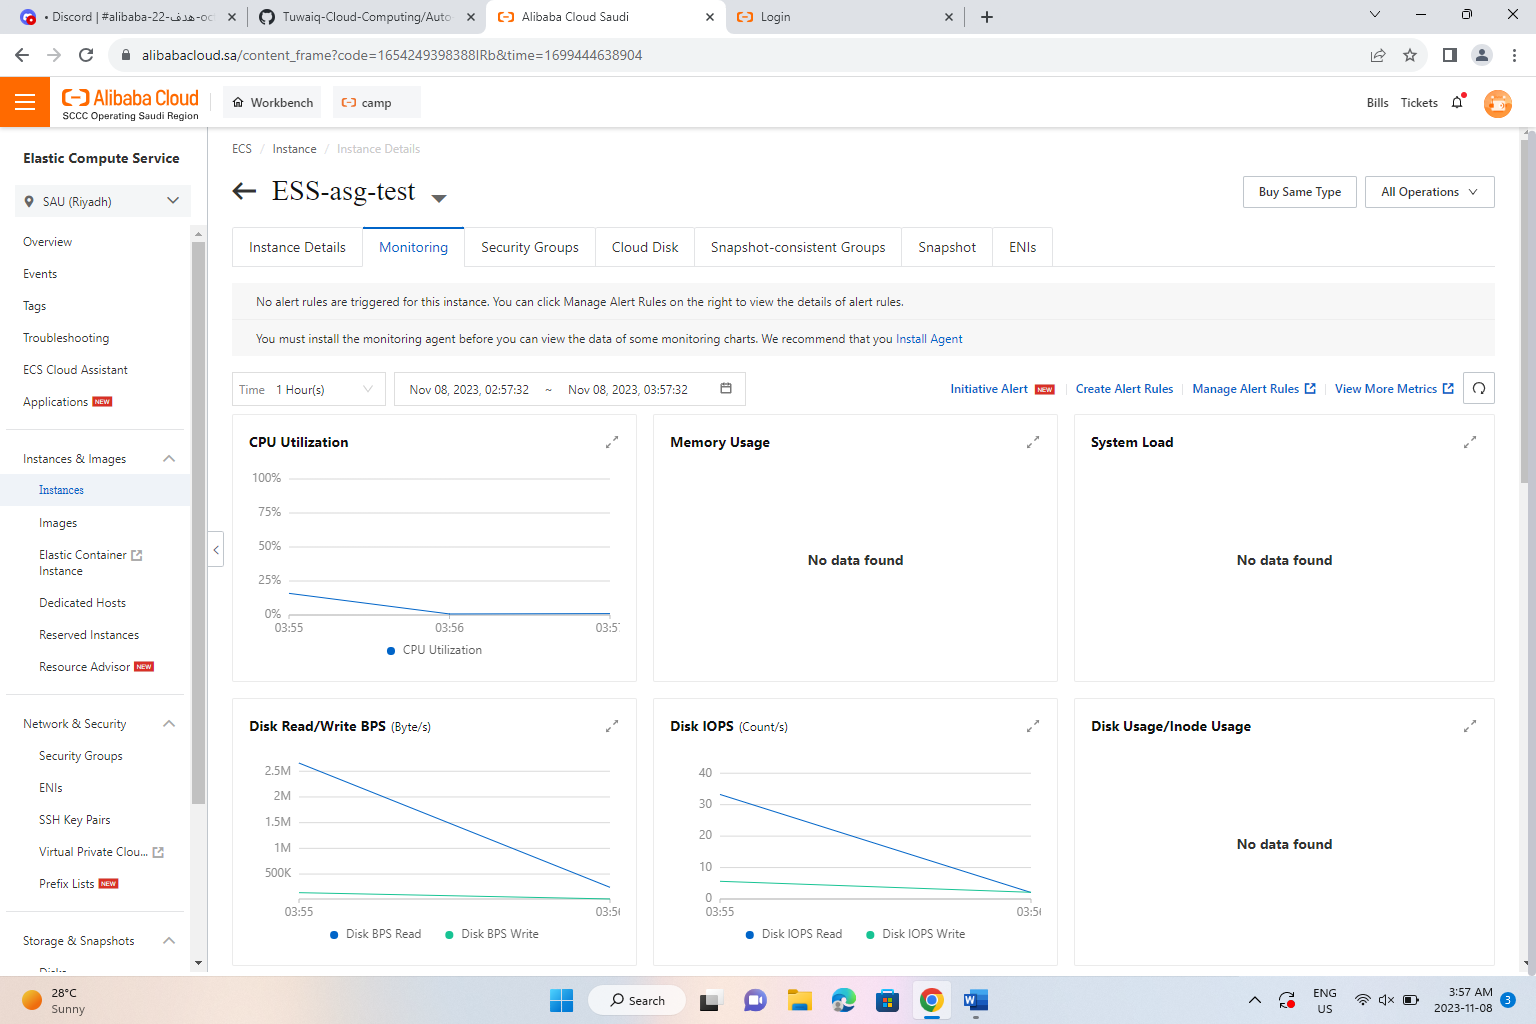 • Discord | #alibaba-22-هدف-oc
Tuwaiq-Cloud-Computing/Auto
Alibaba Cloud Saudi
Login
alibabacloud.sa/content_frame?code=1654249398388IRb&time=1699444638904
Alibaba Cloud
SCCC Operating Saudi Region
Workbench
camp
Bills
Tickets
Elastic Compute Service
SAU (Riyadh)
Overview
Events
Tags
Troubleshooting
ECS Cloud Assistant
Applications NEW
Instances & Images
Instances
Images
Elastic Container
Instance
Dedicated Hosts
Reserved Instances
Resource Advisor NEW
Network & Security
Security Groups
ENIs
SSH Key Pairs
Virtual Private Clou...
Prefix Lists NEW
Storage & Snapshots
Disks
ECS / Instance / Instance Details
ESS-asg-test
Buy Same Type
All Operations
Instance Details
Monitoring
Security Groups
Cloud Disk
Snapshot-consistent Groups
Snapshot
ENIs
No alert rules are triggered for this instance. You can click Manage Alert Rules on the right to view the details of alert rules.
You must install the monitoring agent before you can view the data of some monitoring charts. We recommend that you Install Agent
Time 1 Hour(s)
Nov 08, 2023, 02:57:32 ~ Nov 08, 2023, 03:57:32
Initiative Alert NEW
Create Alert Rules
Manage Alert Rules
View More Metrics
CPU Utilization
100%
75%
50%
25%
0%
03:55 03:56 03:57
CPU Utilization
Memory Usage
No data found
System Load
No data found
Disk Read/Write BPS (Byte/s)
2.5M
2M
1.5M
1M
500K
03:55 03:56
Disk BPS Read Disk BPS Write
Disk IOPS (Count/s)
40
30
20
10
0
03:55 03:56
Disk IOPS Read Disk IOPS Write
Disk Usage/Inode Usage
No data found
28°C
Sunny
Search
ENG
US
3:57 AM
2023-11-08
3